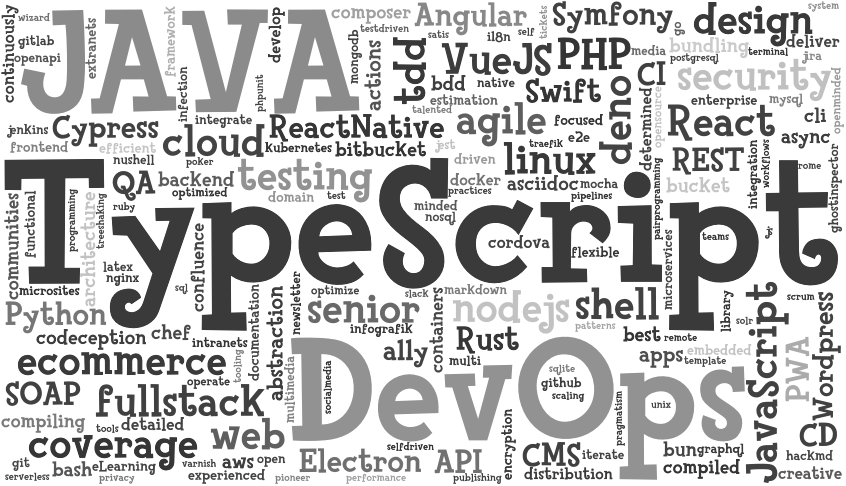 continuously
wizard
gitlab
openapi
JAVA
extranets
framework
infection
develop
phpunit
composer
testdriven
mongodb
actions
satis
Angular
il8n
self
tickets
Symfony
go
design
system
deliver
tdd
VueJS
PHP
media
bundling
postgresql
terminal
jra
bdd
native
Swift
CI
security
estimation
talented
enterprise
mysql
openminded
jenkins
Cypress
integrate
ReactNative
agile
focused
deno
determined
opensource
React
cli
async
frontend
efficient
cloud
kubernetes
bitbucket
jest
traefik
e2e
linux
REST
integration
workflows
rome
ghostinspector
nushell
poker
QA
backend
optimized
testing
driven
docker
practices
asciidoc
mocha
pipelines
pairprogramming
bucket
TypeScript
communities
functional
programming
treeshaking
architecture
ruby
domain
test
minded
nosql
cordova
flexible
teams
js
microsites
latex
nginx
sql
confluence
optimize
slack
markdown
microservices
library
scrum
Python
codeception
chef
intranets
documentation
abstraction
newsletter
senior
infografik
containers
nodejs
shell
patterns
best
remote
solr
JavaScript
Wordpress
ecommerce
operate
tooling
multimedia
socialmedia
ally
multi
Rust
apps
embedded
template
PWA
SOAP
fullstack
DevOps
sqlite
github
scaling
unix
pragmatism
compiling
tools
detailed
coverage
web
selfdriven
encryption
CMS
iterate
bun
graphql
CD
hackmd
git
serverless
bash
eLearning
privacy
varnish
aws
open
experienced
pioneer
Electron
API
performance
publishing
distribution
compiled
creative